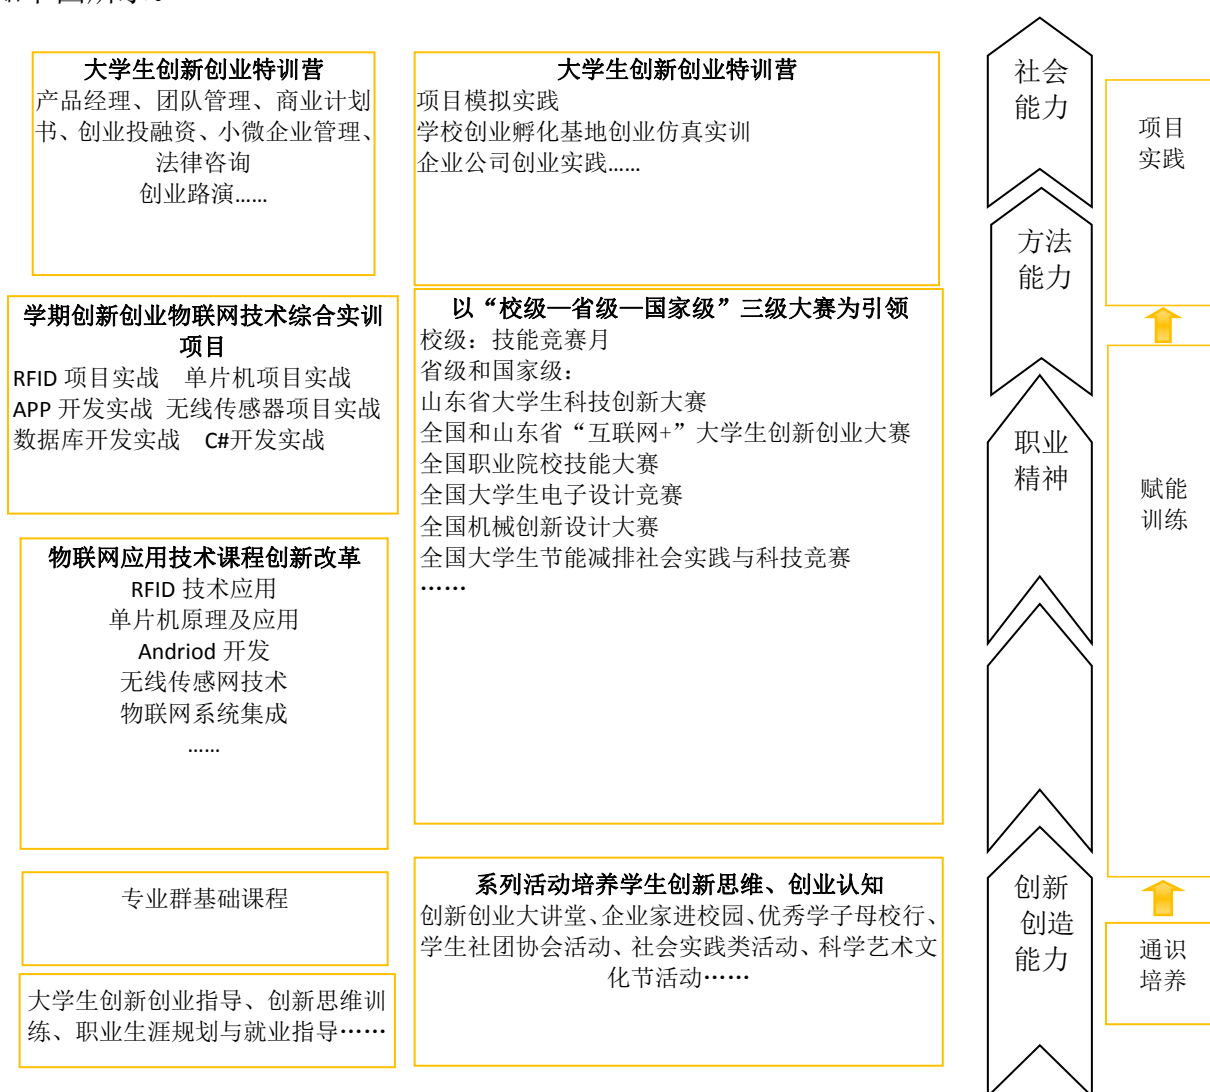 大学生创新创业特训营
产品经理、团队管理、商业计划
书、创业投融资、小微企业管理、
法律咨询
创业路演……
大学生创新创业特训营
项目模拟实践
学校创业孵化基地创业仿真实训
企业公司创业实践……
社会
能力
项目
实践
方法
能力
学期创新创业物联网技术综合实训
项目
RFID 项目实战 单片机项目实战
APP 开发实战 无线传感器项目实战
数据库开发实战 C#开发实战
以“校级—省级—国家级”三级大赛为引领
校级：技能竞赛月
省级和国家级：
山东省大学生科技创新大赛
全国和山东省“互联网+”大学生创新创业大赛
全国职业院校技能大赛
全国大学生电子设计竞赛
全国机械创新设计大赛
全国大学生节能减排社会实践与科技竞赛
……
职业
精神
赋能
训练
物联网应用技术课程创新改革
RFID 技术应用
单片机原理及应用
Andriod 开发
无线传感网技术
物联网系统集成
……
专业群基础课程
系列活动培养学生创新思维、创业认知
创新创业大讲堂、企业家进校园、优秀学子母校行、
学生社团协会活动、社会实践类活动、科学艺术文
化节活动……
创新
创造
能力
通识
培养
大学生创新创业指导、创新思维训
练、职业生涯规划与就业指导……